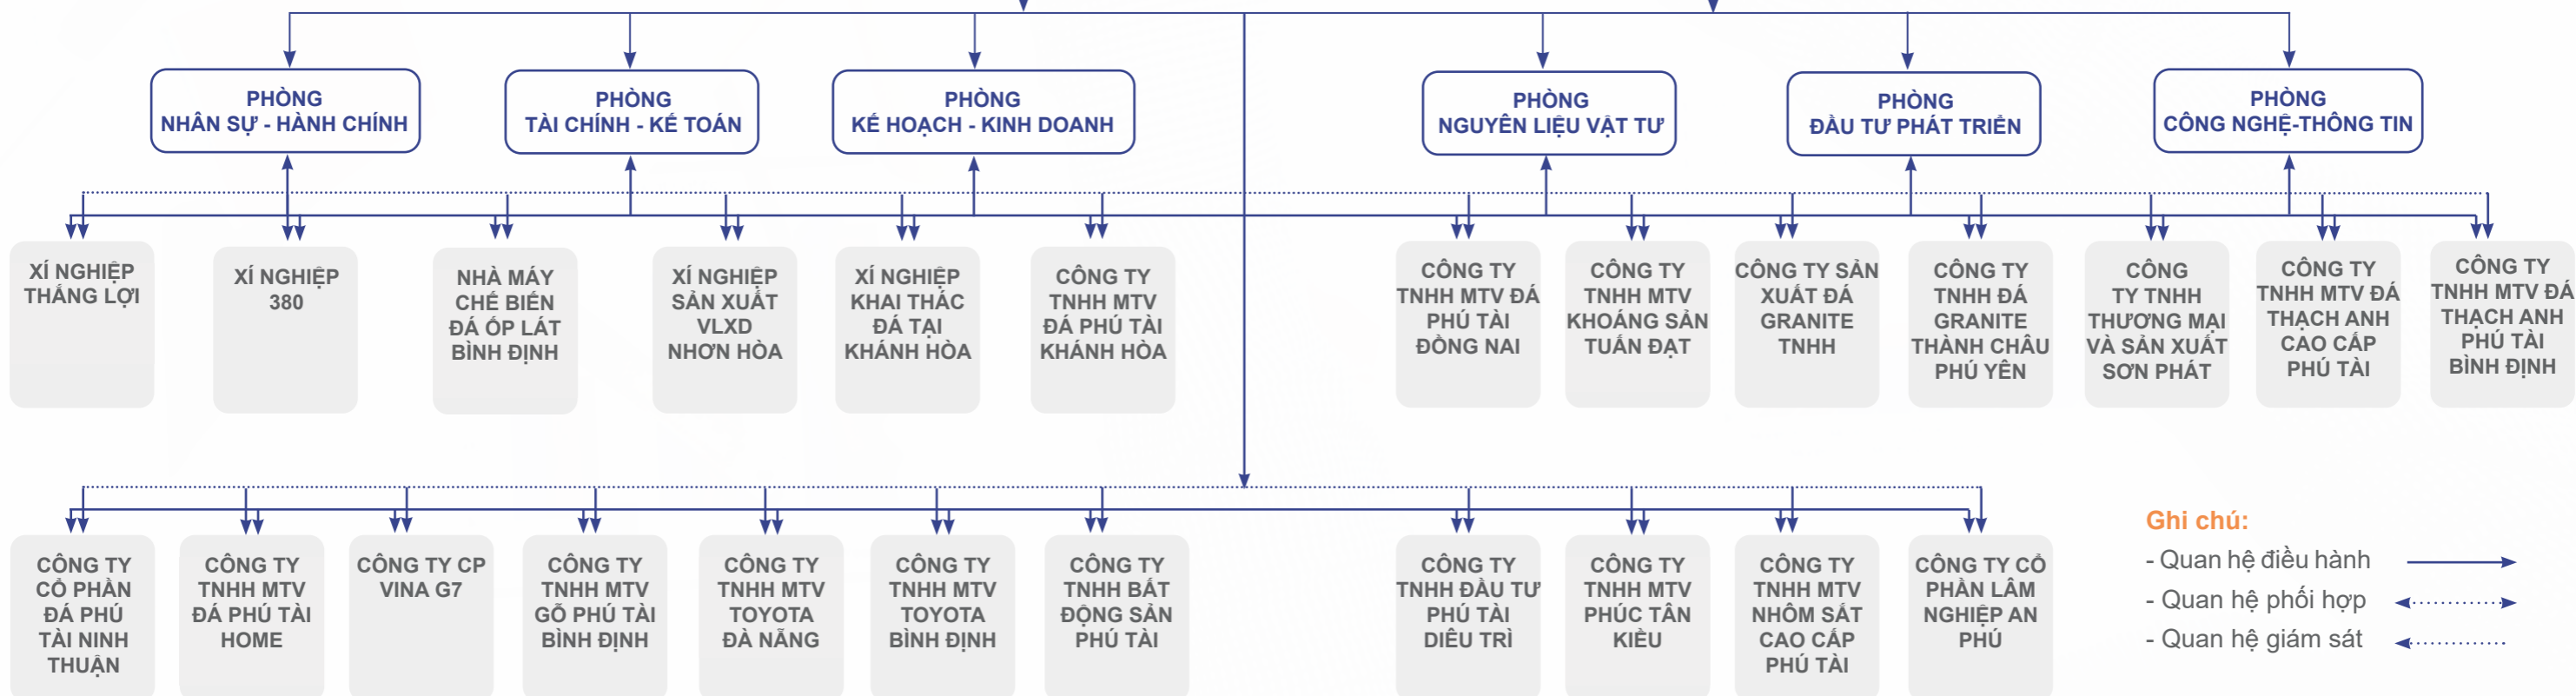 PHÒNG
NHÂN SỰ - HÀNH CHÍNH
PHÒNG
TÀI CHÍNH - KẾ TOÁN
PHÒNG
KẾ HOẠCH - KINH DOANH
PHÒNG
NGUYÊN LIỆU VẬT TƯ
PHÒNG
ĐẦU TƯ PHÁT TRIỂN
PHÒNG
CÔNG NGHỆ-THÔNG TIN
XÍ NGHIỆP
THẮNG LỢI
XÍ NGHIỆP
380
NHÀ MÁY
CHẾ BIẾN
ĐÁ ỐP LÁT
BÌNH ĐỊNH
XÍ NGHIỆP
SẢN XUẤT
VLXD
NHƠN HÒA
XÍ NGHIỆP
KHAI THÁC
ĐÁ TẠI
KHÁNH HÒA
CÔNG TY
TNHH MTV
ĐÁ PHÚ TÀI
KHÁNH HÒA
CÔNG TY
TNHH MTV ĐÁ
PHÚ TÀI
ĐỒNG NAI
CÔNG TY
TNHH MTV
KHOÁNG SẢN
TUẤN ĐẠT
CÔNG TY SẢN
XUẤT ĐÁ
GRANITE
TNHH
CÔNG TY
TNHH ĐÁ
GRANITE
THÀNH CHÂU
PHÚ YÊN
CÔNG
TY TNHH
THƯƠNG MẠI
VÀ SẢN XUẤT
SƠN PHÁT
CÔNG TY
TNHH MTV ĐÁ
THẠCH ANH
CAO CẤP
PHÚ TÀI
CÔNG TY
TNHH MTV ĐÁ
THẠCH ANH
PHÚ TÀI
BÌNH ĐỊNH
CÔNG TY
CỔ PHẦN
ĐÁ PHÚ
TÀI NINH
THUẬN
CÔNG TY
TNHH MTV
ĐÁ PHÚ TÀI
HOME
CÔNG TY CP
VINA G7
CÔNG TY
TNHH MTV
GỖ PHÚ TÀI
BÌNH ĐỊNH
CÔNG TY
TNHH MTV
TOYOTA
ĐÀ NẴNG
CÔNG TY
TNHH MTV
TOYOTA
BÌNH ĐỊNH
CÔNG TY
TNHH BẤT
ĐỘNG SẢN
PHÚ TÀI
CÔNG TY
TNHH ĐẦU TƯ
PHÚ TÀI
DIÊU TRÌ
CÔNG TY
TNHH MTV
PHÚC TÂN
KIỀU
CÔNG TY
TNHH MTV
NHÔM SẮT
CAO CẤP
PHÚ TÀI
CÔNG TY CỔ
PHẦN LÂM
NGHIỆP AN
PHÚ
Ghi chú:
- Quan hệ điều hành
- Quan hệ phối hợp
- Quan hệ giám sát